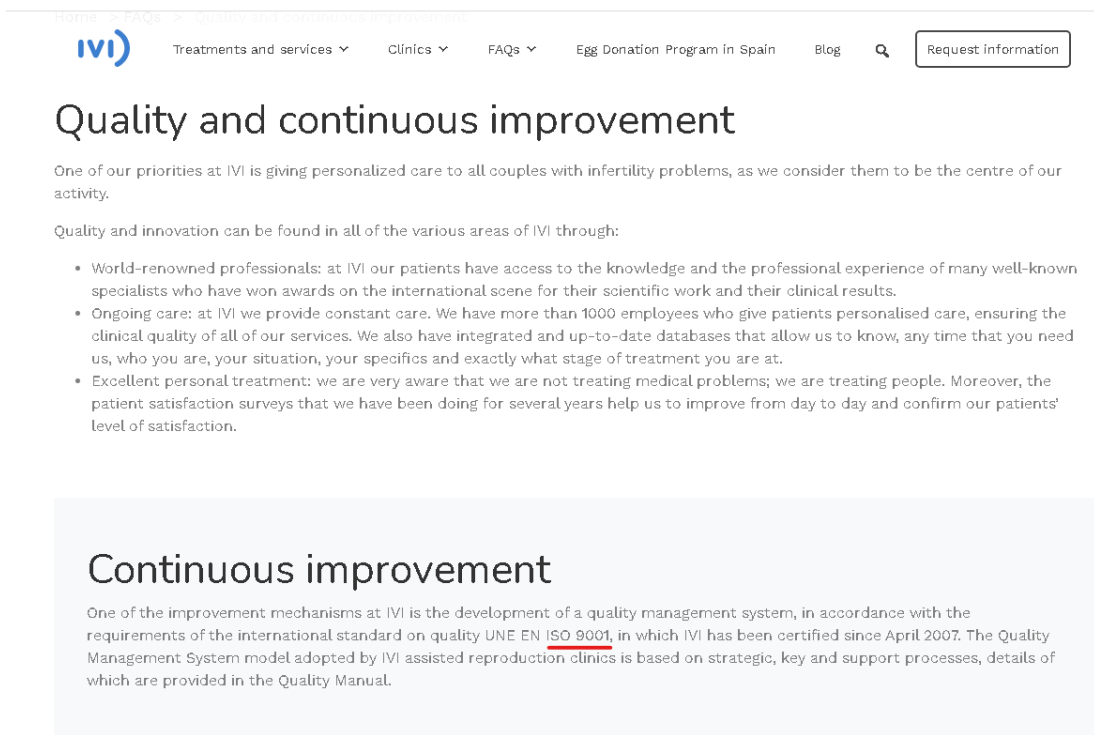 Home > FAQs > Quality and continuous improvement
IVI
Treatments and services
Clinics
FAQs
Egg Donation Program in Spain
Blog
Request information
Quality and continuous improvement
One of our priorities at IVI is giving personalized care to all couples with infertility problems, as we consider them to be the centre of our
activity.
Quality and innovation can be found in all of the various areas of IVI through:
• World-renowned professionals: at IVI our patients have access to the knowledge and the professional experience of many well-known
specialists who have won awards on the international scene for their scientific work and their clinical results.
• Ongoing care: at IVI we provide constant care. We have more than 1000 employees who give patients personalised care, ensuring the
clinical quality of all of our services. We also have integrated and up-to-date databases that allow us to know, any time that you need
us, who you are, your situation, your specifics and exactly what stage of treatment you are at.
• Excellent personal treatment: we are very aware that we are not treating medical problems; we are treating people. Moreover, the
patient satisfaction surveys that we have been doing for several years help us to improve from day to day and confirm our patients'
level of satisfaction.
Continuous improvement
One of the improvement mechanisms at IVI is the development of a quality management system, in accordance with the
requirements of the international standard on quality UNE EN ISO 9001, in which IVI has been certified since April 2007. The Quality
Management System model adopted by IVI assisted reproduction clinics is based on strategic, key and support processes, details of
which are provided in the Quality Manual.